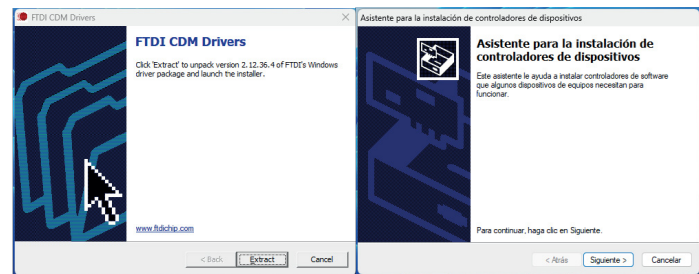 FTDI CDM Drivers
FTDI CDM Drivers
Click 'Extract' to unpack version 2.12.36.4 of FTDI's Windows
driver package and launch the installer.
www.ftdichip.com
< Back
Extract
Cancel
Asistente para la instalación de controladores de dispositivos
Asistente para la instalación de
controladores de dispositivos
Este asistente le ayuda a instalar controladores de software
que algunos dispositivos de equipos necesitan para
funcionar.
Para continuar, haga clic en Siguiente.
< Atrás
Siguiente >
Cancelar